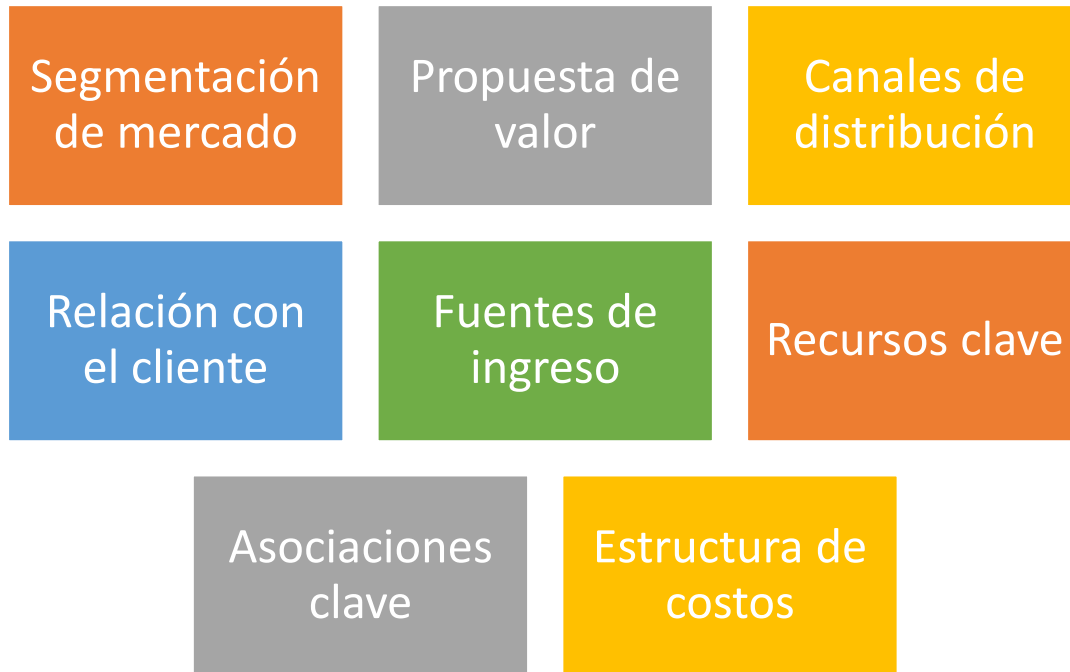 Segmentación
de mercado
Propuesta de
valor
Canales de
distribución
Relación con
el cliente
Fuentes de
ingreso
Recursos clave
Asociaciones
clave
Estructura de
costos